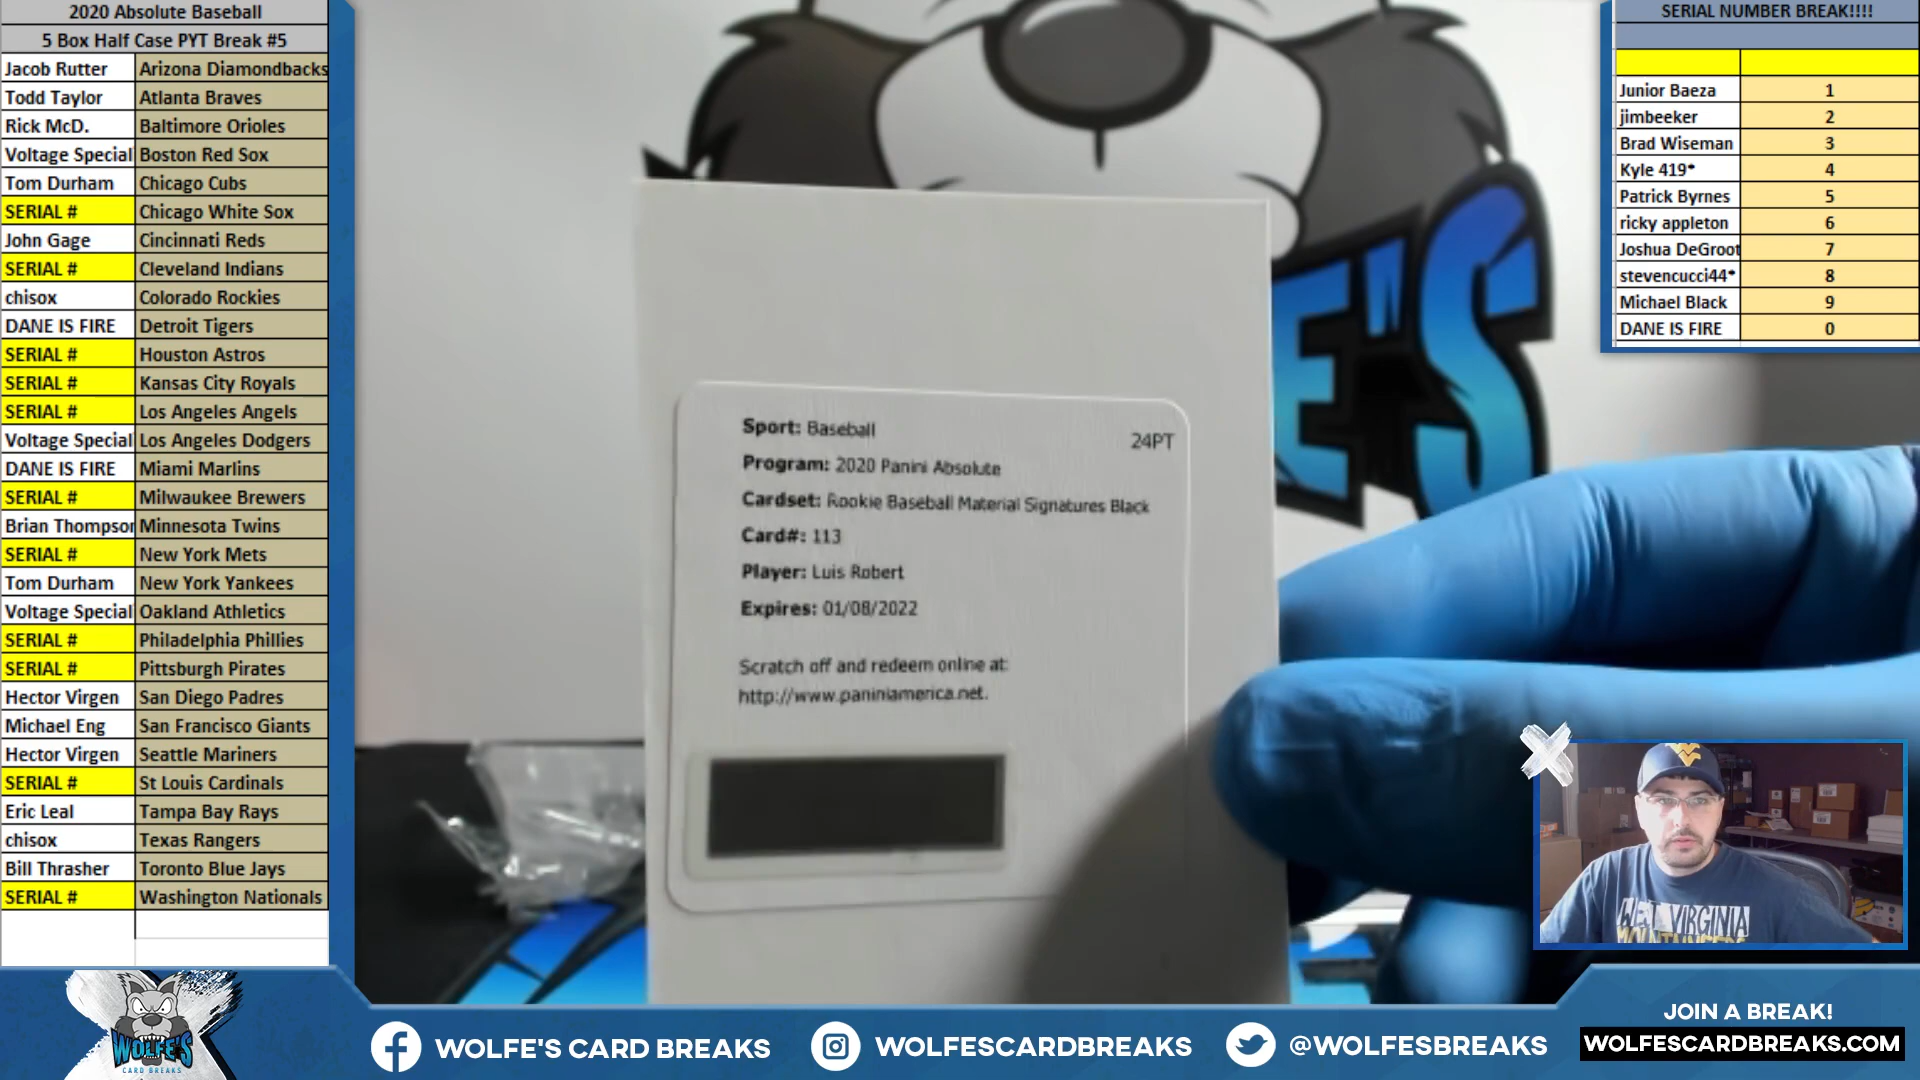 2020 Absolute Baseball
5 Box Half Case PYT Break #5
Jacob Rutter Arizona Diamondbacks
Todd Taylor Atlanta Braves
Rick McD. Baltimore Orioles
Voltage Special Boston Red Sox
Tom Durham Chicago Cubs
SERIAL # Chicago White Sox
John Gage Cincinnati Reds
SERIAL # Cleveland Indians
chisox Colorado Rockies
DANE IS FIRE Detroit Tigers
SERIAL # Houston Astros
SERIAL # Kansas City Royals
SERIAL # Los Angeles Angels
Voltage Special Los Angeles Dodgers
DANE IS FIRE Miami Marlins
SERIAL # Milwaukee Brewers
Brian Thompson Minnesota Twins
SERIAL # New York Mets
Tom Durham New York Yankees
Voltage Special Oakland Athletics
SERIAL # Philadelphia Phillies
SERIAL # Pittsburgh Pirates
Hector Virgen San Diego Padres
Michael Eng San Francisco Giants
Hector Virgen Seattle Mariners
SERIAL # St Louis Cardinals
Eric Leal Tampa Bay Rays
chisox Texas Rangers
Bill Thrasher Toronto Blue Jays
SERIAL # Washington Nationals
E'S
Sport: Baseball
24PT
Program: 2020 Panini Absolute
Cardset: Rookie Baseball Material Signatures Black
Card#: 113
Player: Luis Robert
Expires: 01/08/2022
Scratch off and redeem online at:
http://www.paniniamerica.net.
SERIAL NUMBER BREAK!!!!
Junior Baeza 1
jimbeeker 2
Brad Wiseman 3
Kyle 419* 4
Patrick Byrnes 5
ricky appleton 6
Joshua DeGroot 7
stevencucci44* 8
Michael Black 9
DANE IS FIRE 0
WV
WEST VIRGINIA
MOUNTAINEERS
WOLFE'S
CARD BREAKS
WOLFE'S CARD BREAKS
WOLFESCARDBREAKS
@WOLFESBREAKS
JOIN A BREAK!
WOLFESCARDBREAKS.COM